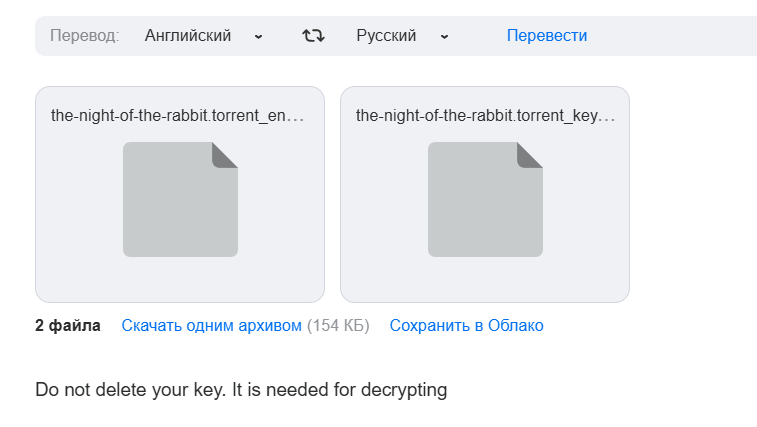 Перевод: Английский Русский Перевести
the-night-of-the-rabbit.torrent_en... the-night-of-the-rabbit.torrent_key...
2 файла Скачать одним архивом (154 КБ) Сохранить в Облако
Do not delete your key. It is needed for decrypting